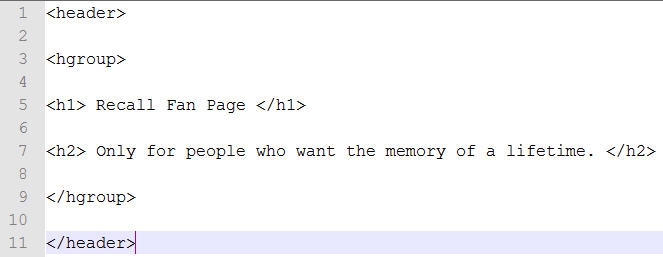 1 <header>
2
3 <hgroup>
4
5 <h1> Recall Fan Page </h1>
6
7 <h2> Only for people who want the memory of a lifetime. </h2>
8
9 </hgroup>
10
11 </header>